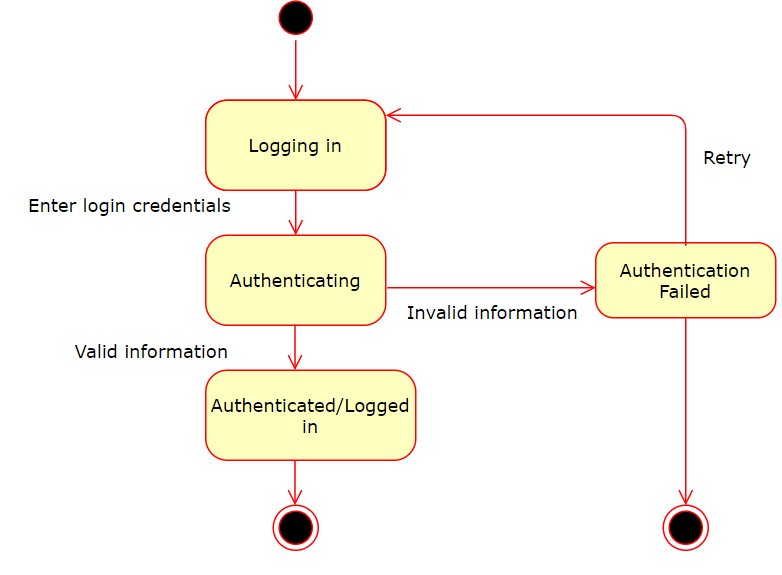 Logging in
Retry
Enter login credentials
Authenticating
Authentication
Failed
Invalid information
Valid information
Authenticated/Logged
in